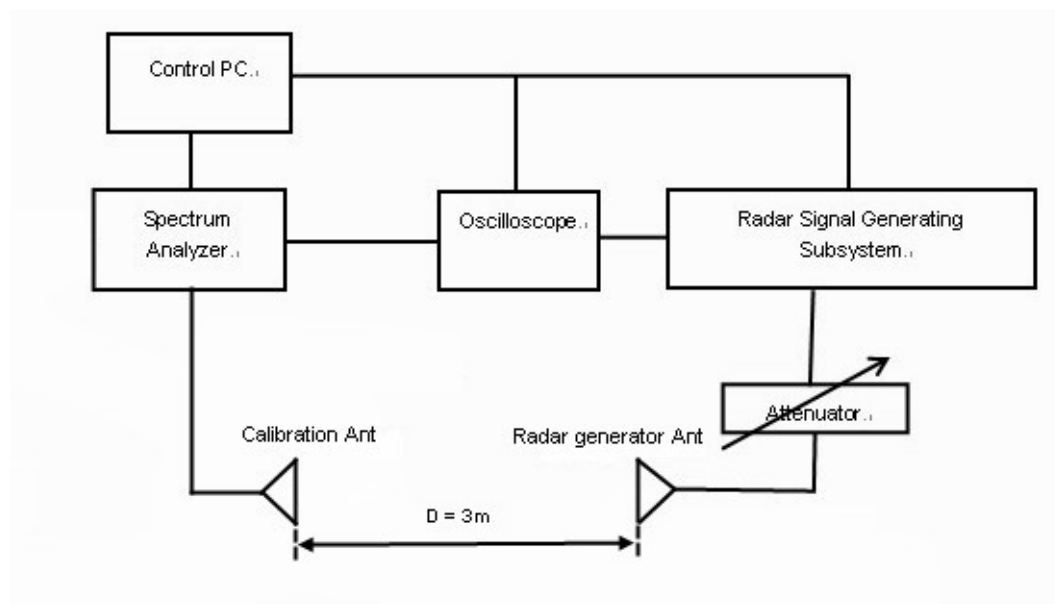 Control PC
Spectrum
Analyzer
Oscilloscope
Radar Signal Generating
Subsystem
Attenuator
Calibration Ant
Radar generator Ant
D = 3m